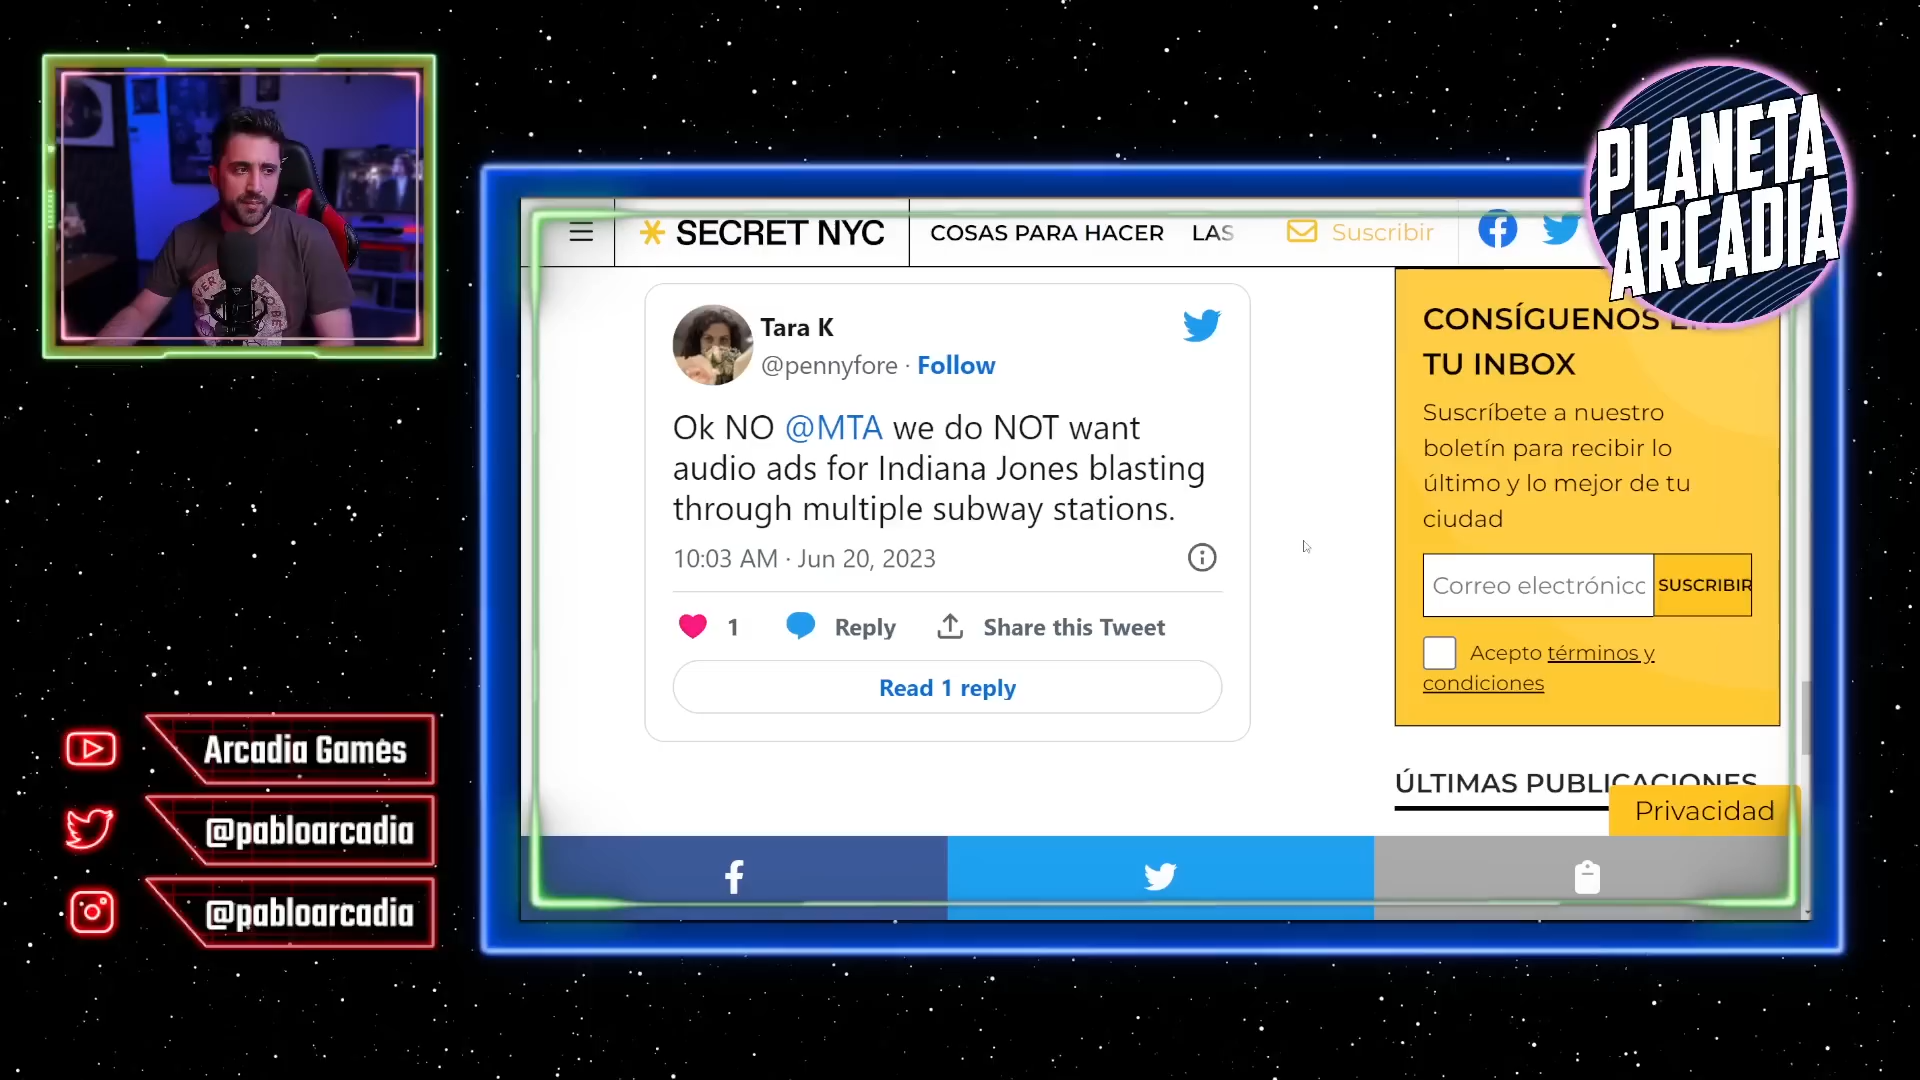 PLANETA
ARCADIA
SECRET NYC
COSAS PARA HACER
LAS
Suscribir
Tara K
@pennyfore · Follow
Ok NO @MTA we do NOT want
audio ads for Indiana Jones blasting
through multiple subway stations.
10:03 AM · Jun 20, 2023
1
Reply
Share this Tweet
Read 1 reply
CONSÍGUENOS
TU INBOX
Suscríbete a nuestro
boletín para recibir lo
último y lo mejor de tu
ciudad
Correo electrónico
SUSCRIBIR
Acepto términos y
condiciones
ÚLTIMAS PUBLICACIONES
Privacidad
Arcadia Games
@pabloarcadia
@pabloarcadia